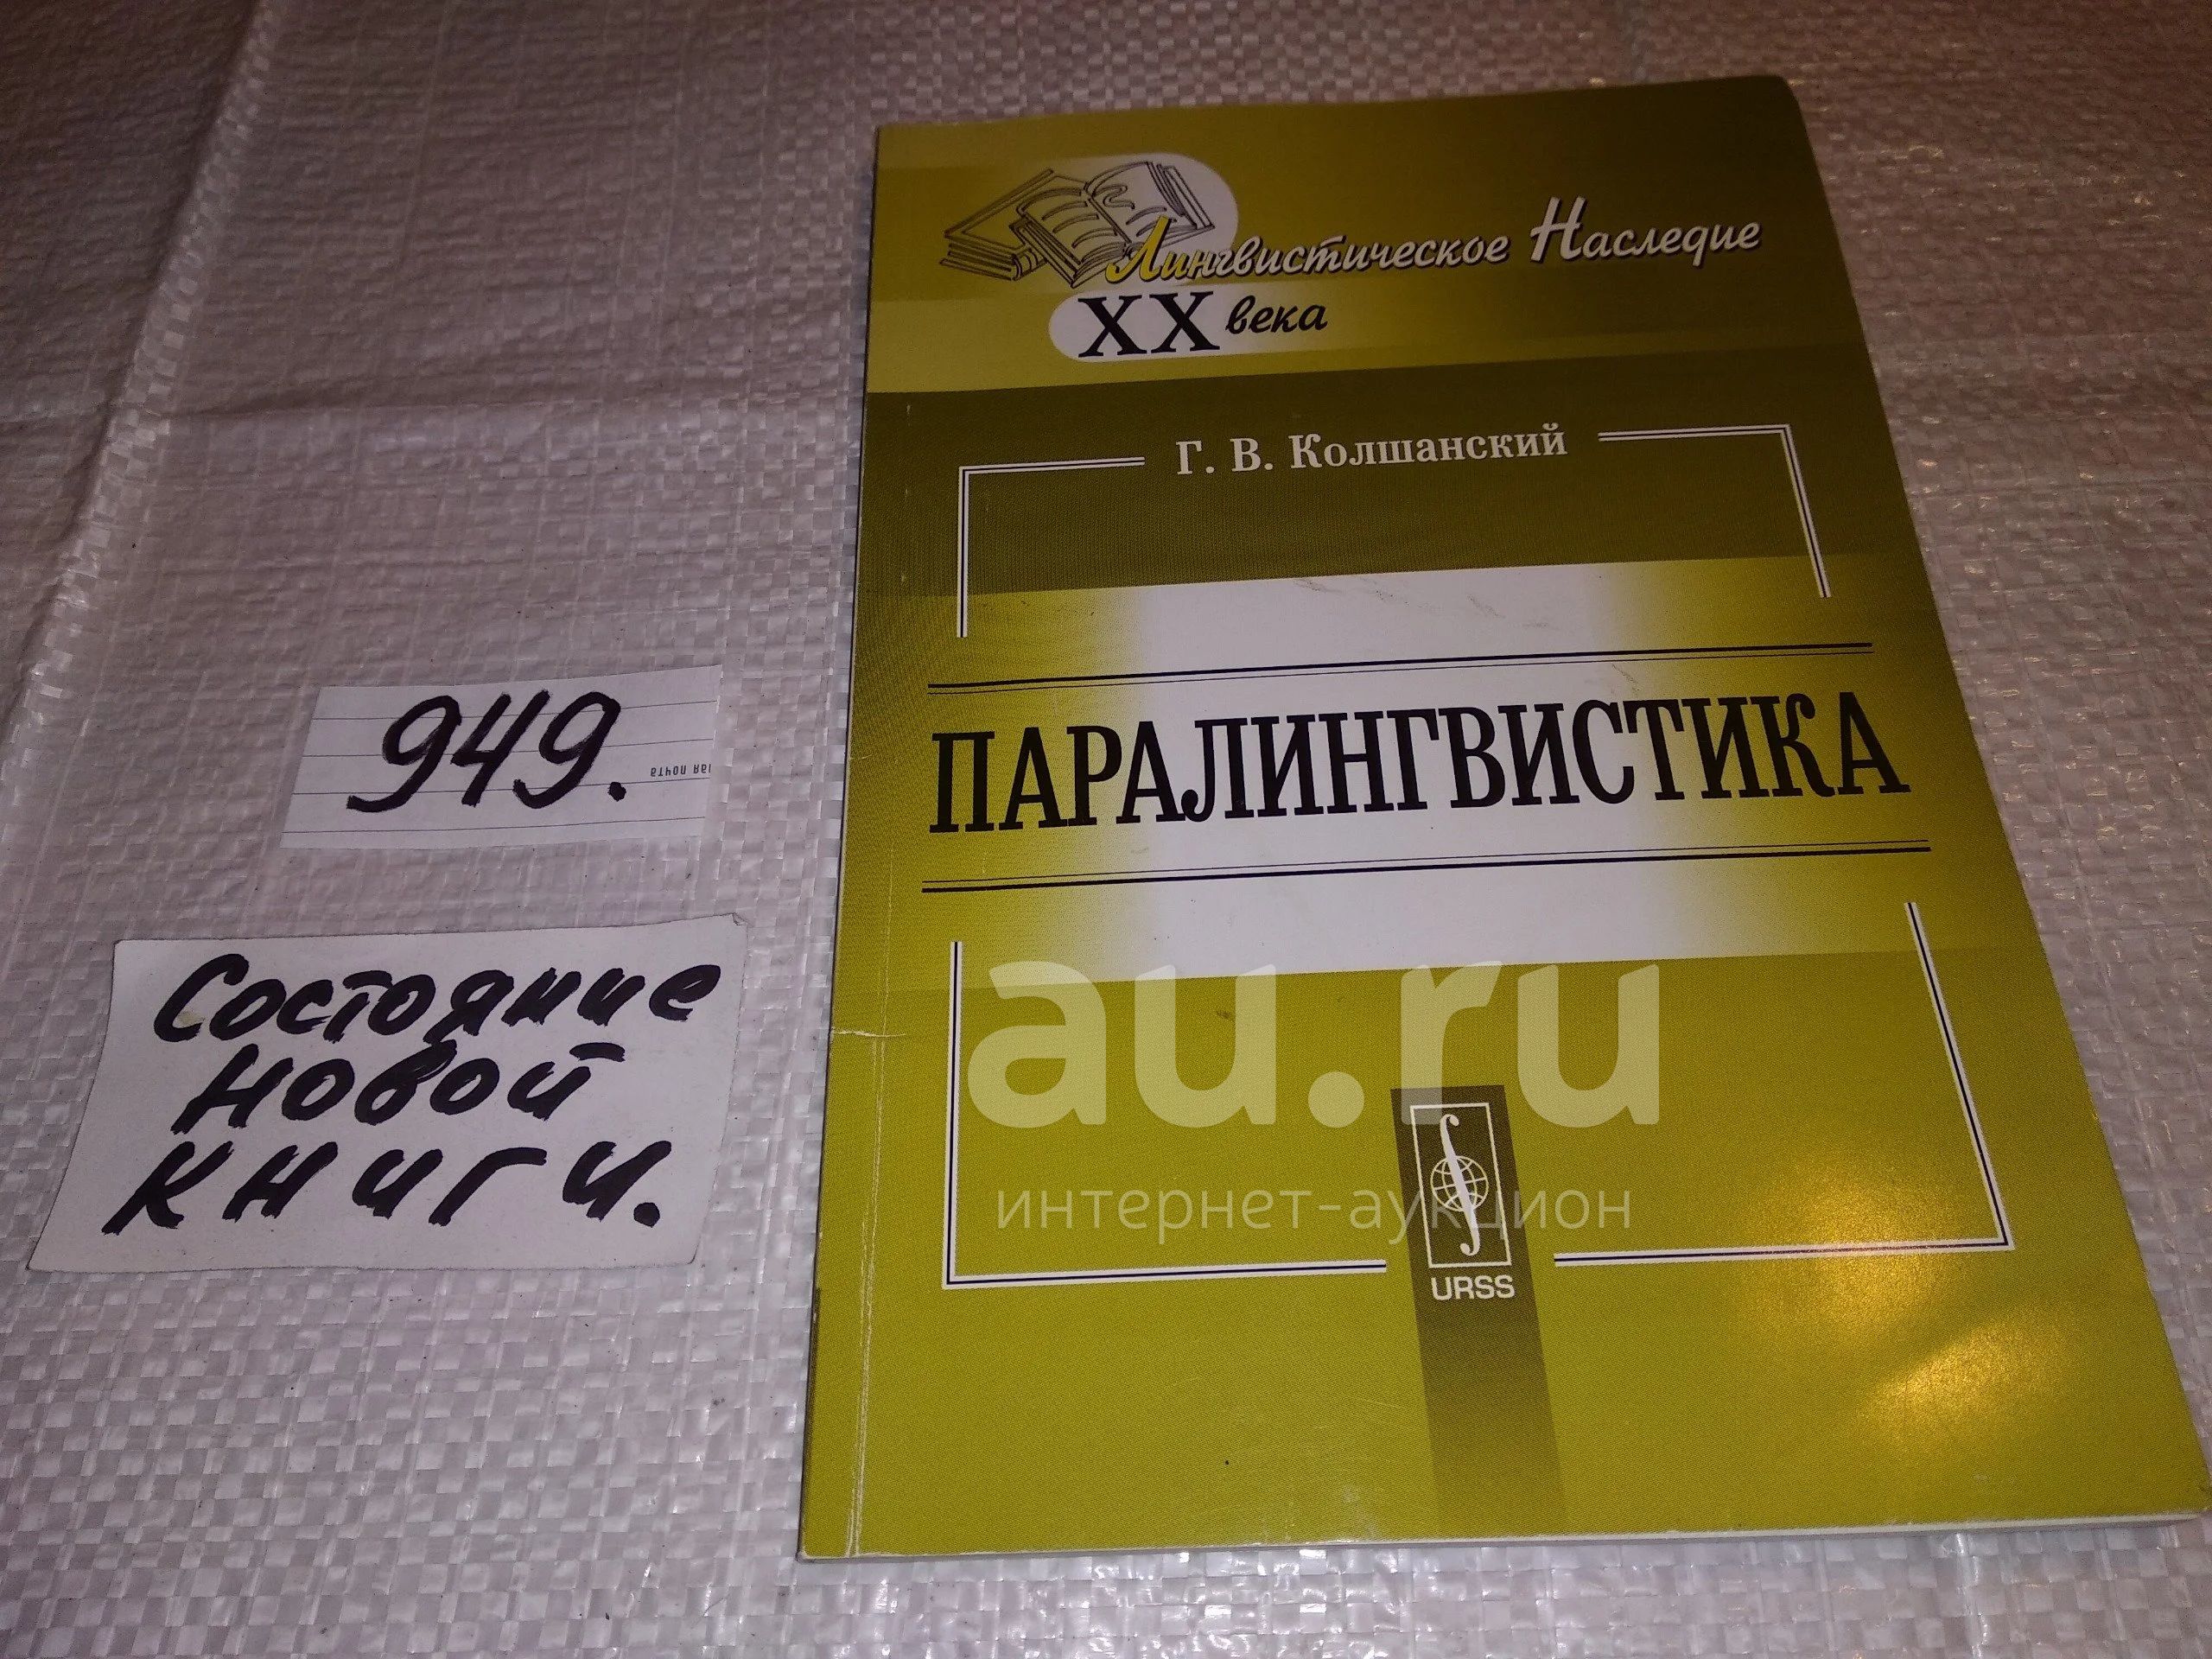 Лингвистическое Наследие
XX века
Г. В. Колшанский
ПАРАЛИНГВИСТИКА
949.
Состояние
новой
книги.
au.ru
интернет-аукцион
URSS